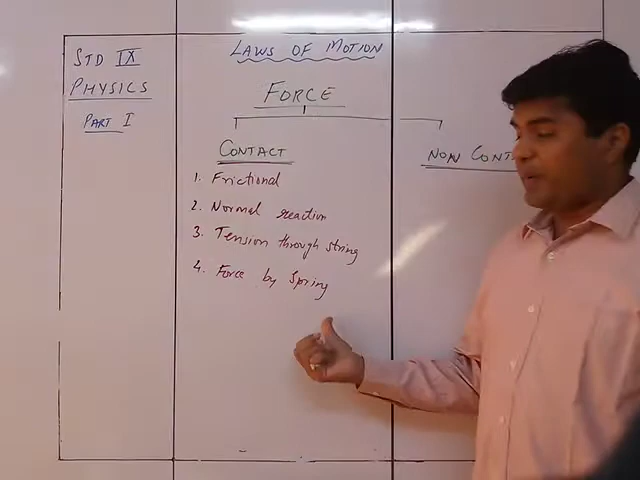 STD IX
PHYSICS
PART I
LAWS OF MOTION
FORCE
CONTACT
1. Frictional
2. Normal reaction
3. Tension through string
4. Force by Spring
NON CONT